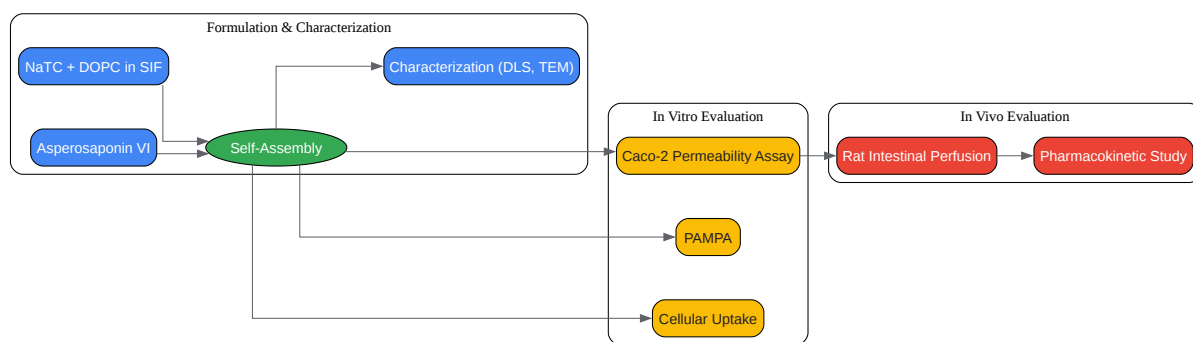 Formulation & Characterization
NaTC + DOPC in SIF
Characterization (DLS, TEM)
Asperosaponin VI
Self-Assembly
In Vitro Evaluation
Caco-2 Permeability Assay
PAMPA
Cellular Uptake
In Vivo Evaluation
Rat Intestinal Perfusion
Pharmacokinetic Study